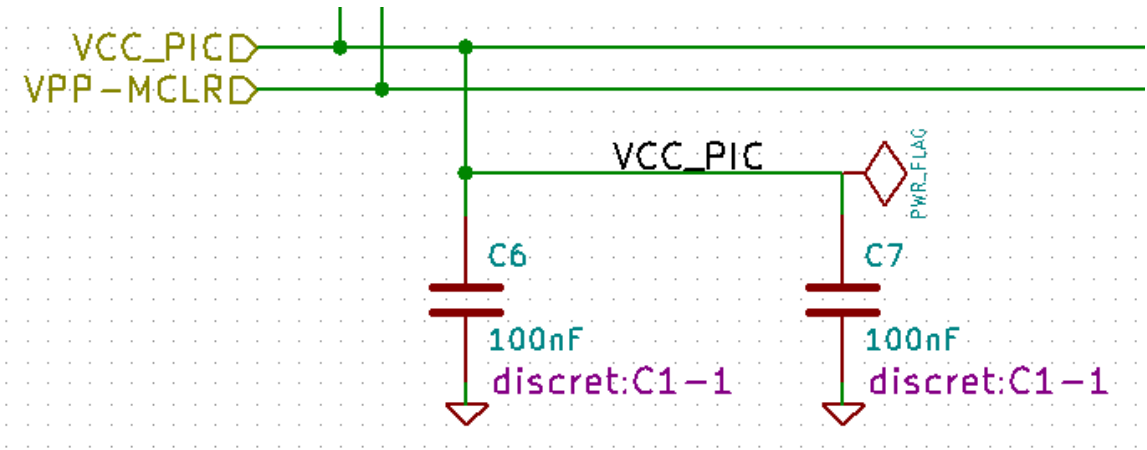 VCC_PIC
VPP-MCLR
VCC_PIC
PWR_FLAG
C6
100nF
discret:C1-1
C7
100nF
discret:C1-1